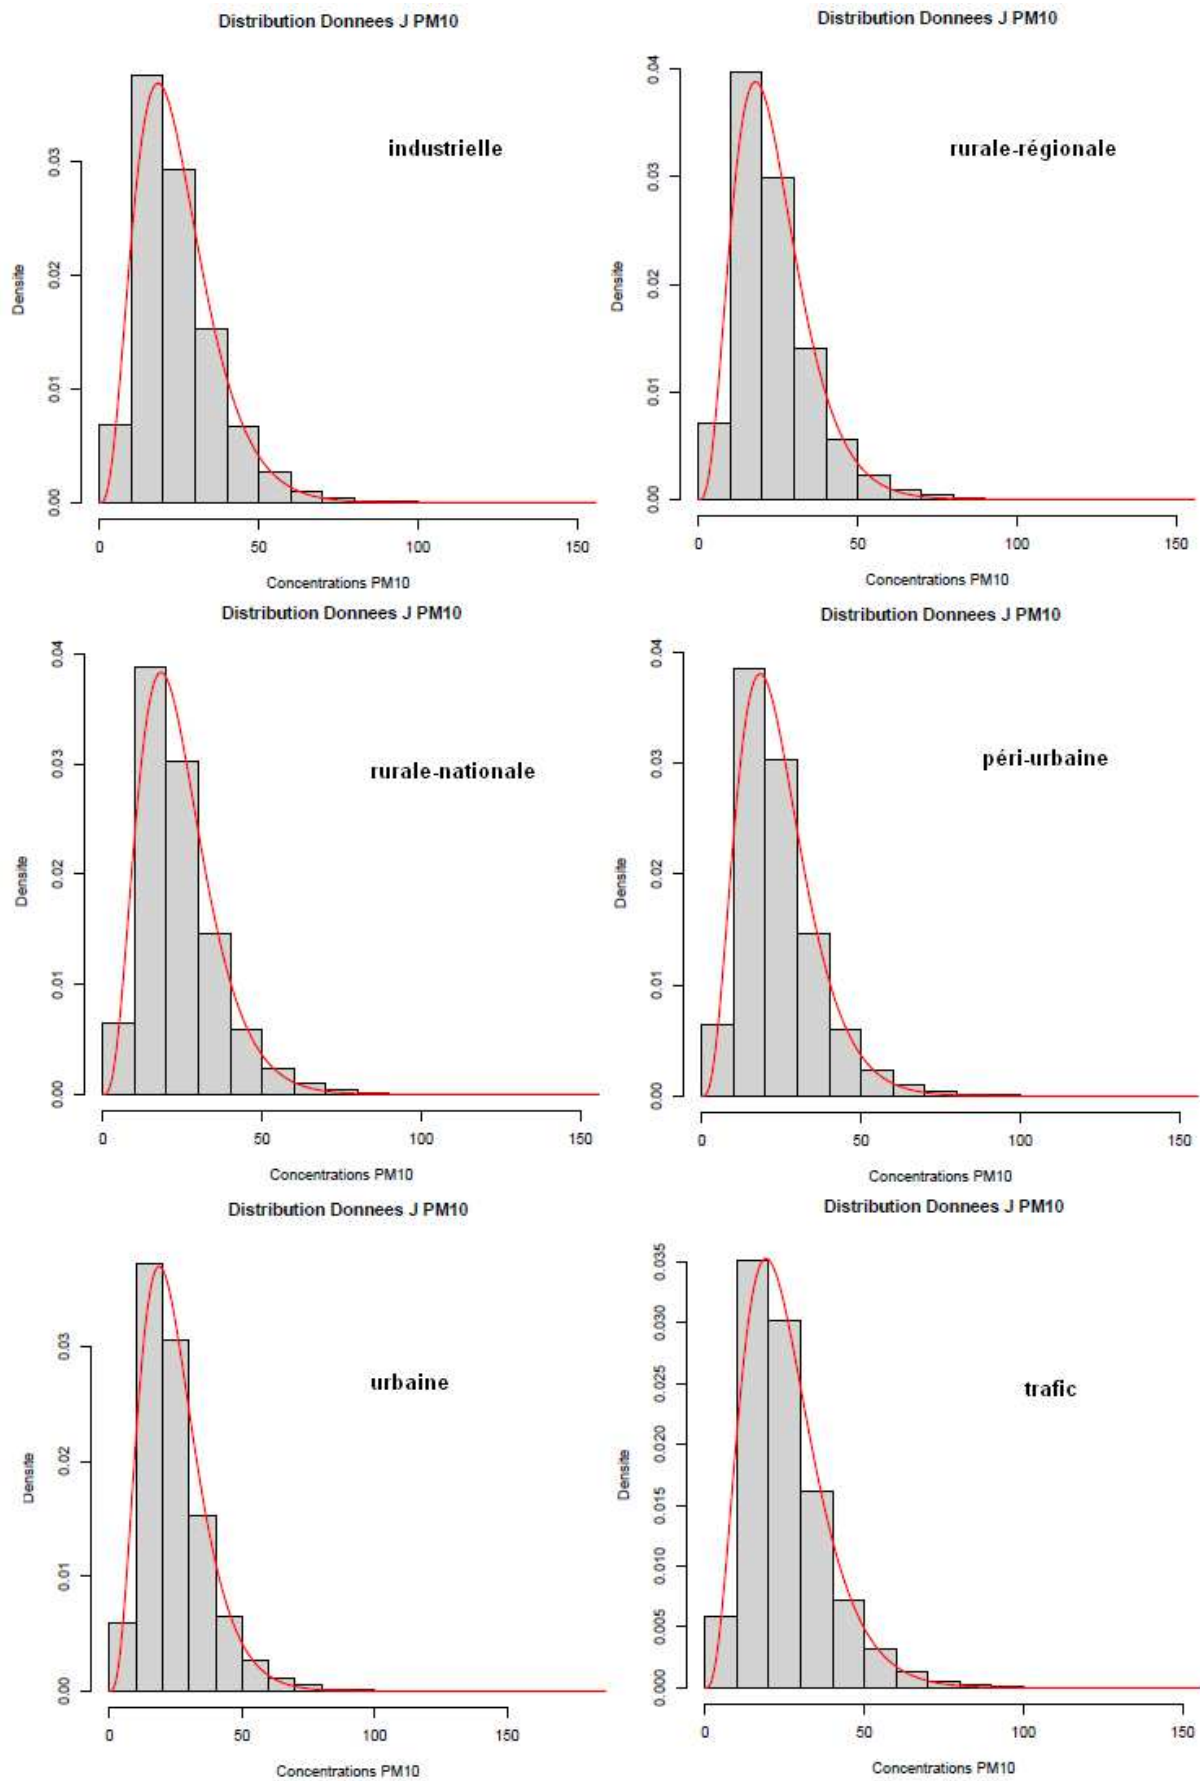 Distribution Donnees J PM10
industrielle
Densite
0.00
0.01
0.02
0.03
0
50
100
150
Concentrations PM10
Distribution Donnees J PM10
rurale-régionale
Densite
0.00
0.01
0.02
0.03
0.04
0
50
100
150
Concentrations PM10
Distribution Donnees J PM10
rurale-nationale
Densite
0.00
0.01
0.02
0.03
0.04
0
50
100
150
Concentrations PM10
Distribution Donnees J PM10
péri-urbaine
Densite
0.00
0.01
0.02
0.03
0.04
0
50
100
150
Concentrations PM10
Distribution Donnees J PM10
urbaine
Densite
0.00
0.01
0.02
0.03
0
50
100
150
Concentrations PM10
Distribution Donnees J PM10
trafic
Densite
0.000
0.005
0.010
0.015
0.020
0.025
0.030
0.035
0
50
100
150
Concentrations PM10